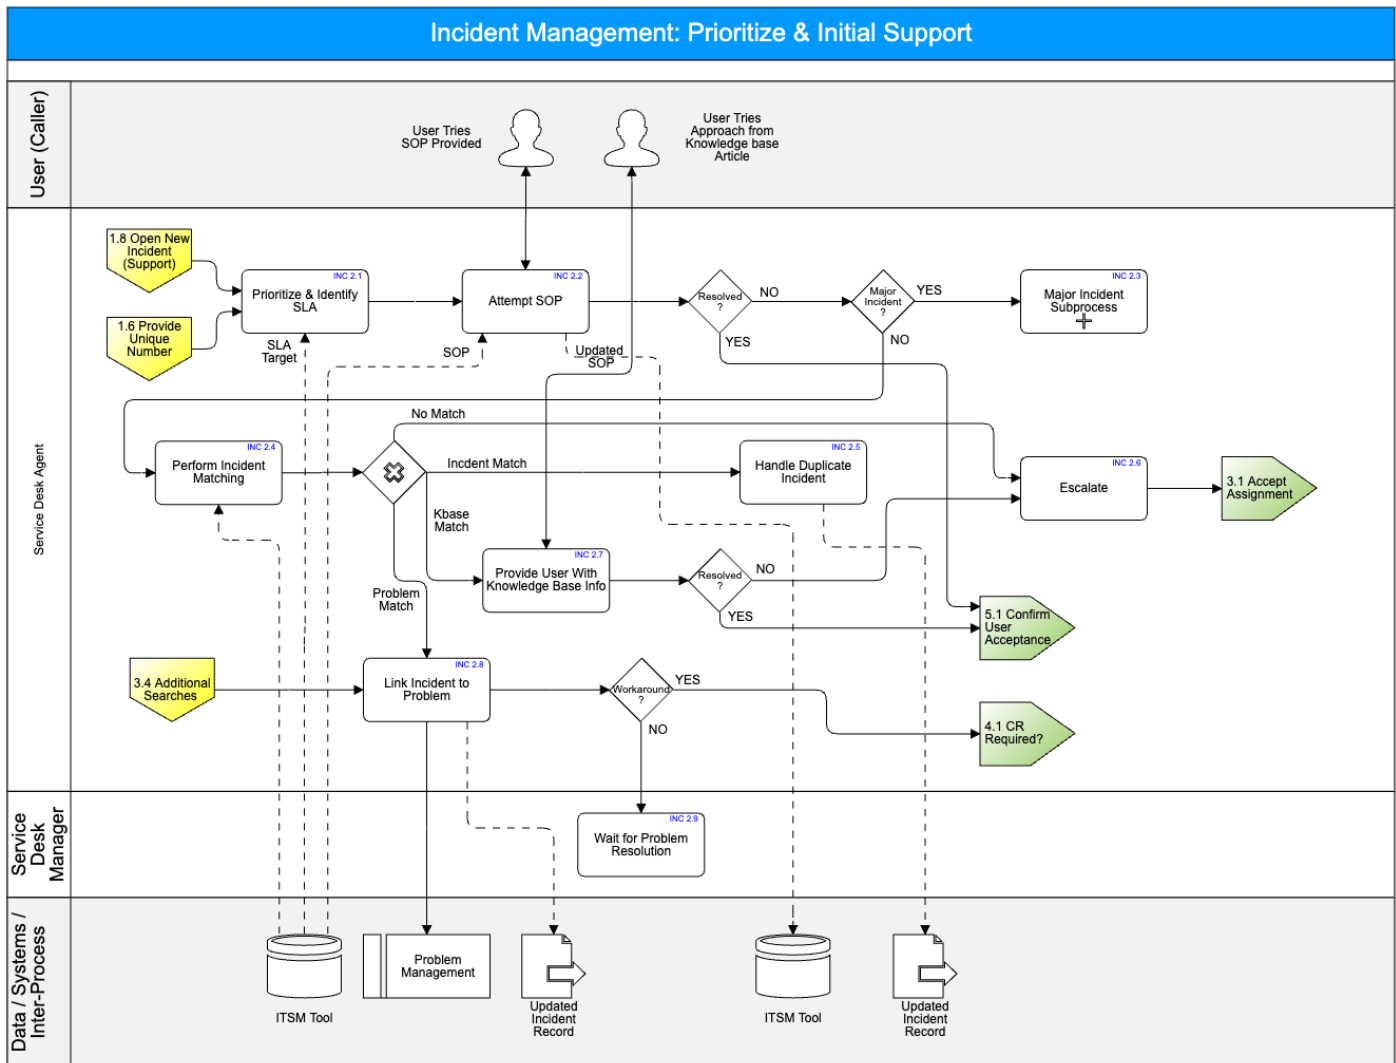 Incident Management: Prioritize & Initial Support
User (Caller)
User Tries
SOP Provided
User Tries
Approach from
Knowledge base
Article
Service Desk Agent
1.8 Open New
Incident
(Support)
1.6 Provide
Unique
Number
INC 2.1
Prioritize & Identify
SLA
SLA
Target
INC 2.2
Attempt SOP
SOP
Updated
SOP
Resolved
?
NO
YES
Major
Incident
?
YES
NO
INC 2.3
Major Incident
Subprocess
INC 2.4
Perform Incident
Matching
No Match
Incdent Match
Kbase
Match
Problem
Match
INC 2.5
Handle Duplicate
Incident
INC 2.6
Escalate
3.1 Accept
Assignment
INC 2.7
Provide User With
Knowledge Base Info
Resolved
?
NO
YES
5.1 Confirm
User
Acceptance
3.4 Additional
Searches
INC 2.8
Link Incident to
Problem
Workaround
?
YES
NO
4.1 CR
Required?
Service
Desk
Manager
INC 2.9
Wait for Problem
Resolution
Data / Systems /
Inter-Process
ITSM Tool
Problem
Management
Updated
Incident
Record
ITSM Tool
Updated
Incident
Record